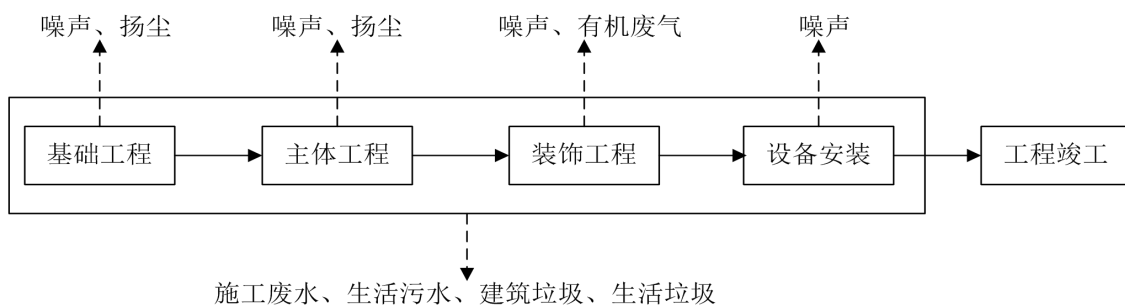 噪声、扬尘 噪声、扬尘 噪声、有机废气 噪声
基础工程 主体工程 装饰工程 设备安装 工程竣工
施工废水、生活污水、建筑垃圾、生活垃圾